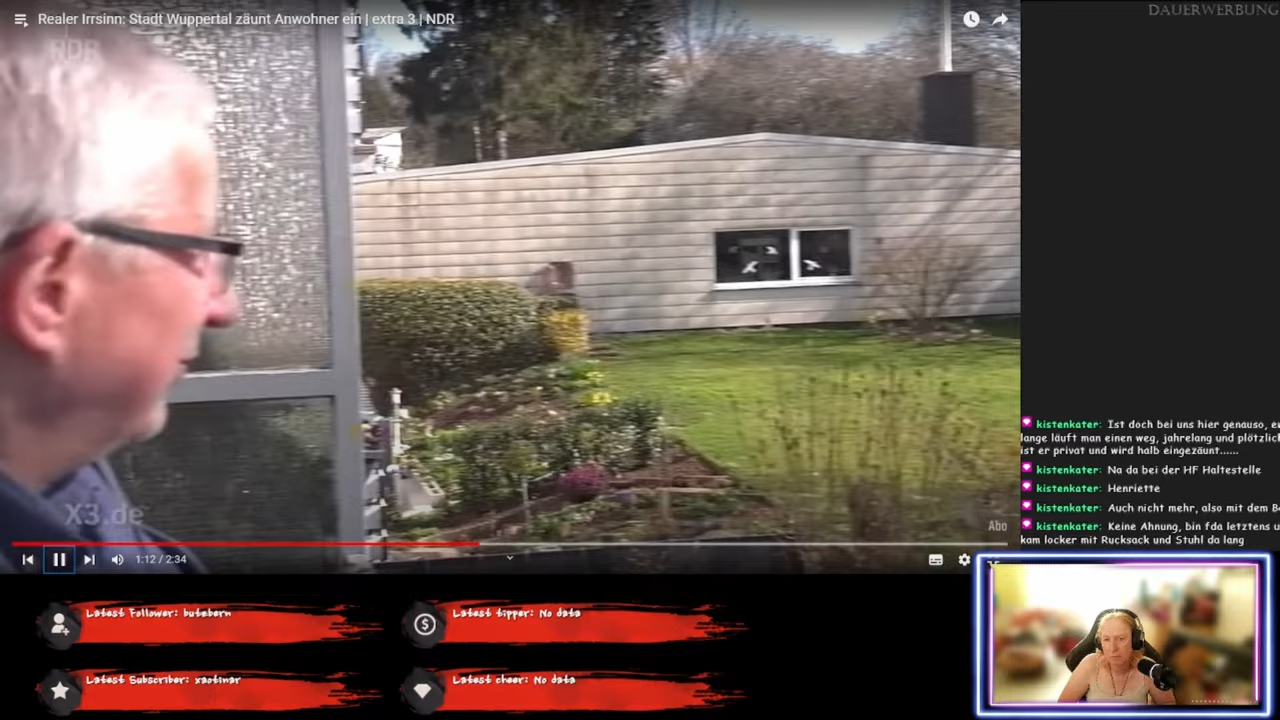 Realer Irrsinn: Stadt Wuppertal zäunt Anwohner ein | extra 3 | NDR
DAUERWERBUNG
NDR
X3.de
Abo
1:12 / 2:34
kistenkater: Ist doch bei uns hier genauso, e
lange läuft man einen weg, jahrelang und plötzlic
ist er privat und wird halb eingezäunt......
kistenkater: Na da bei der HF Haltestelle
kistenkater: Henriette
kistenkater: Auch nicht mehr, also mit dem B
kistenkater: Keine Ahnung, bin fda letztens u
kam locker mit Rucksack und Stuhl da lang
Latest Follower: butebern
Latest tipper: No data
Latest Subscriber: xaotinar
Latest cheer: No data